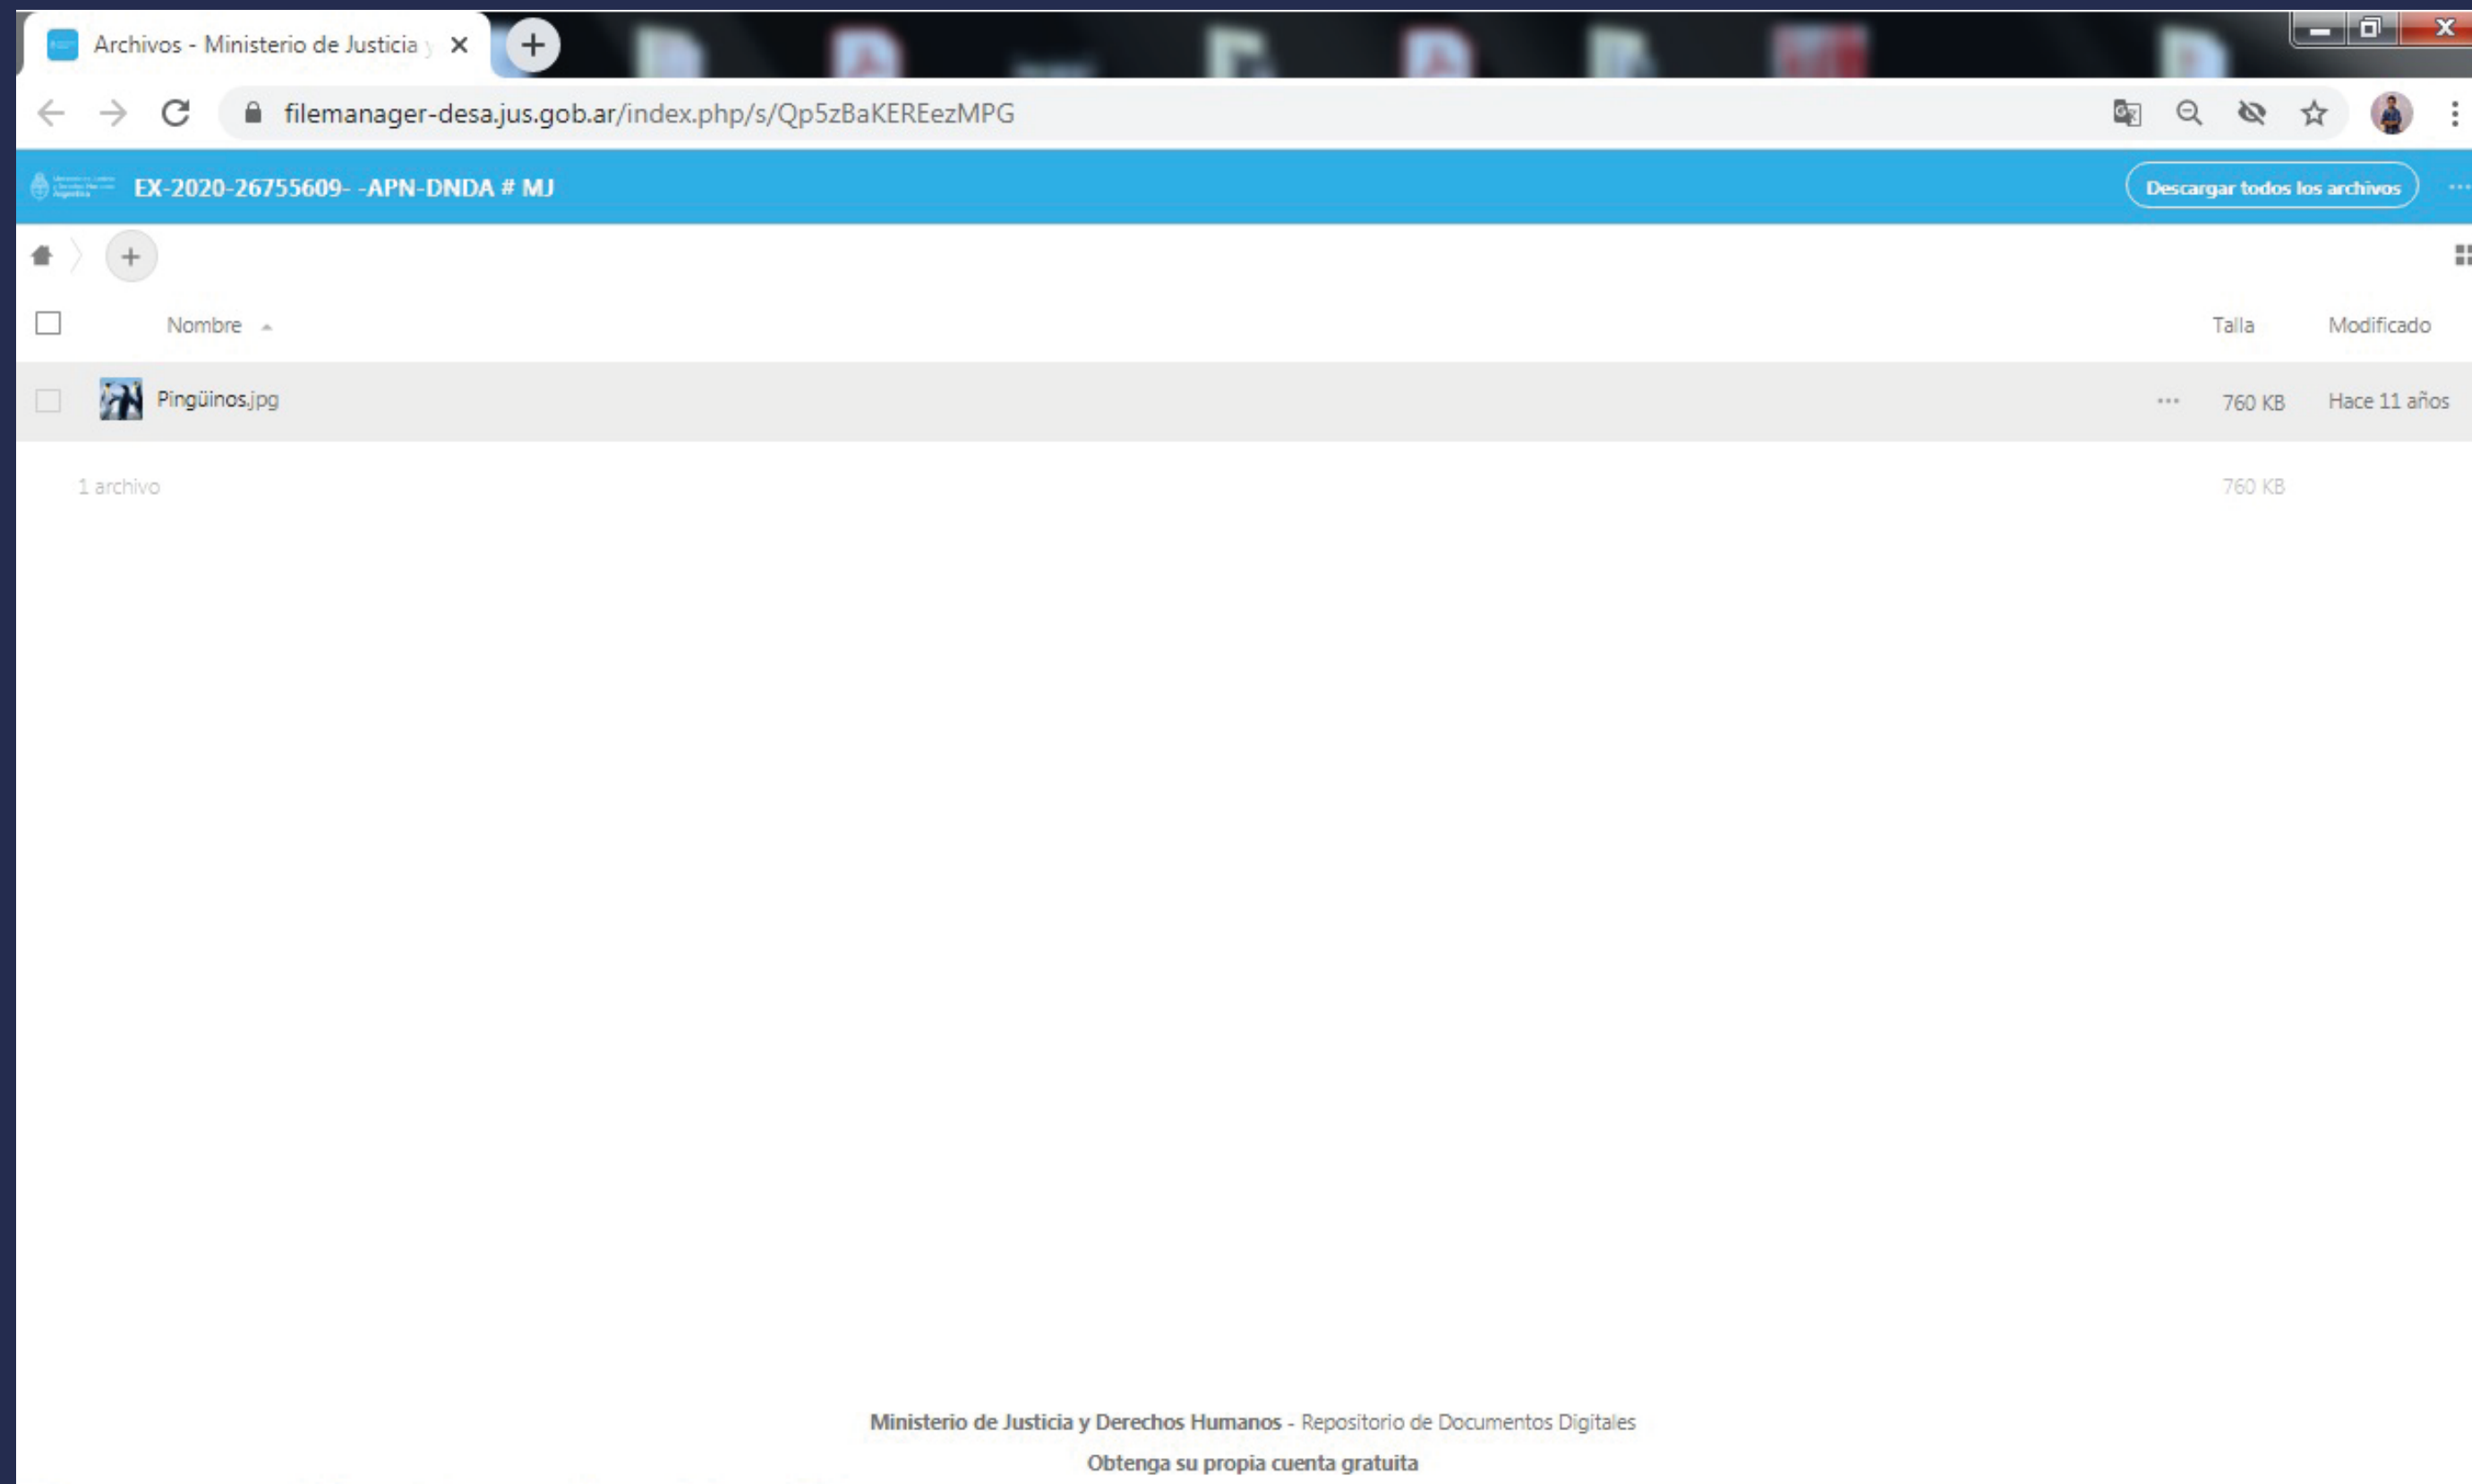 Archivos - Ministerio de Justicia y
filemanager-desa.jus.gob.ar/index.php/s/Qp5zBaKEREezMPG
EX-2020-26755609- -APN-DNDA # MJ
Descargar todos los archivos
Nombre
Talla
Modificado
Pingüinos.jpg
760 KB
Hace 11 años
1 archivo
760 KB
Ministerio de Justicia y Derechos Humanos - Repositorio de Documentos Digitales
Obtenga su propia cuenta gratuita